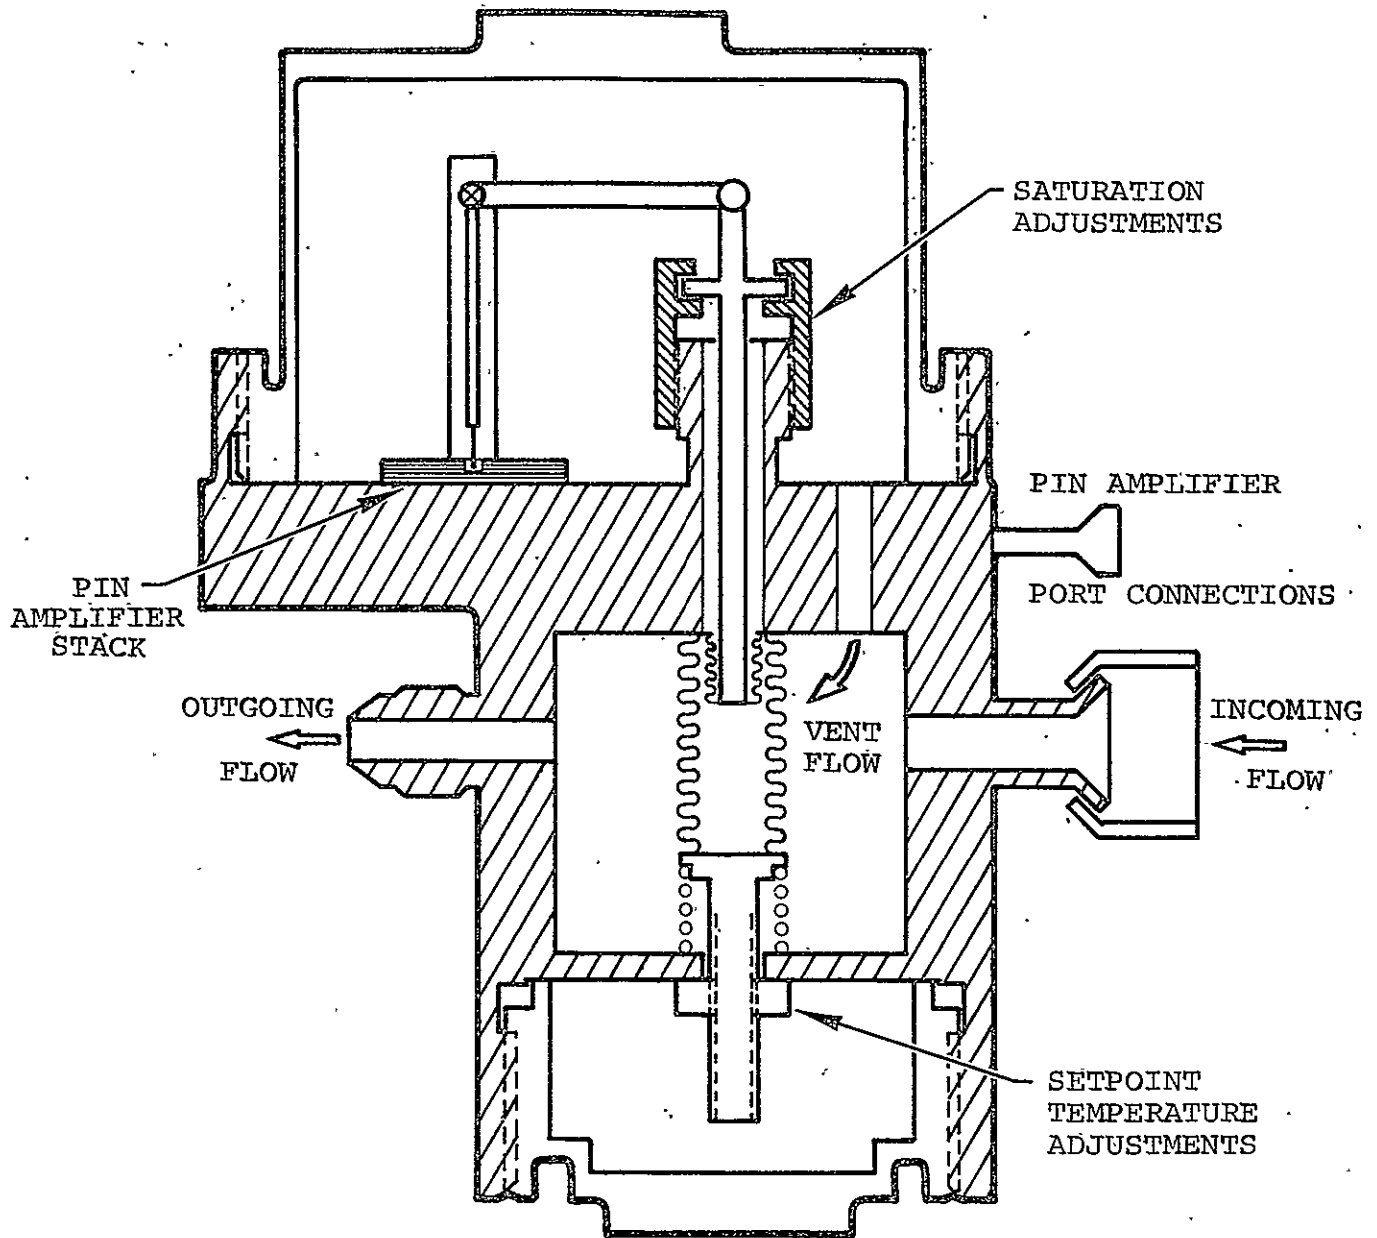 SATURATION
ADJUSTMENTS
PIN AMPLIFIER
PORT CONNECTIONS
PIN
AMPLIFIER
STACK
OUTGOING
FLOW
VENT
FLOW
INCOMING
FLOW
SETPOINT
TEMPERATURE
ADJUSTMENTS